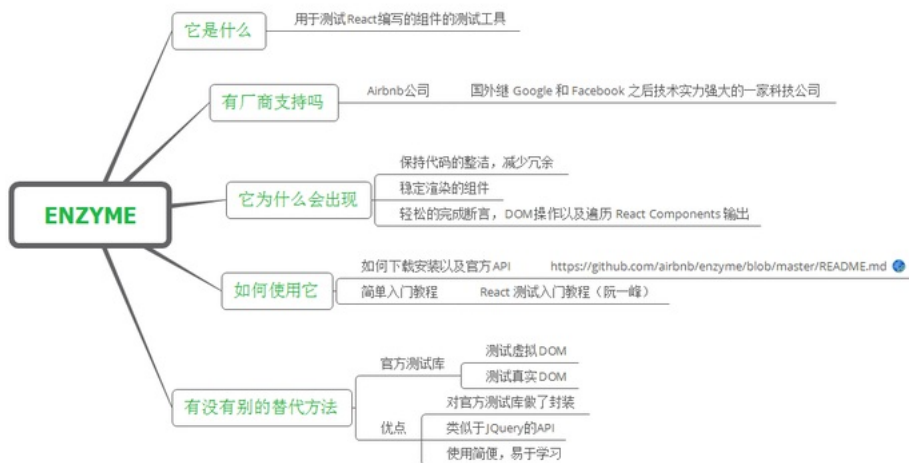 ENZYME
它是什么
用于测试React编写的组件的测试工具
有厂商支持吗
Airbnb公司
国外继 Google 和 Facebook 之后技术实力强大的一家科技公司
它为什么会出现
保持代码的整洁，减少冗余
稳定渲染的组件
轻松的完成断言，DOM操作以及遍历 React Components 输出
如何使用它
如何下载安装以及官方API
https://github.com/airbnb/enzyme/blob/master/README.md
简单入门教程
React 测试入门教程（阮一峰）
有没有别的替代方法
官方测试库
测试虚拟DOM
测试真实DOM
优点
对官方测试库做了封装
类似于JQuery的API
使用简便，易于学习